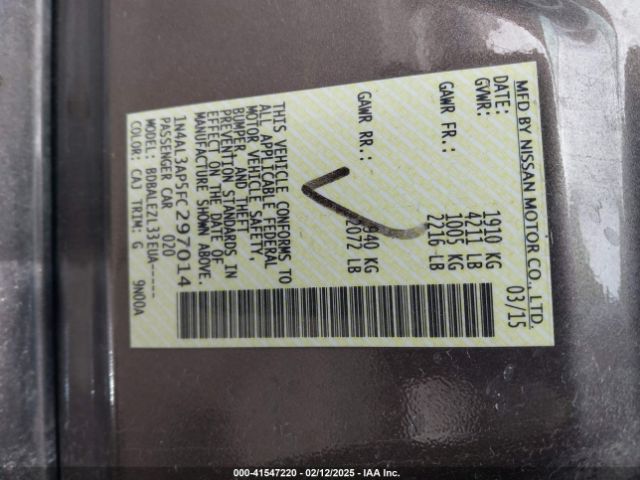 MFD BY NISSAN MOTOR CO., LTD.
DATE: 03/15
GVWR: 1910 KG
4211 LB
GAWR FR.: 1005 KG
2216 LB
GAWR RR.: 940 KG
2072 LB
THIS VEHICLE CONFORMS TO
ALL APPLICABLE FEDERAL
MOTOR VEHICLE SAFETY,
BUMPER AND THEFT
PREVENTION STANDARDS IN
EFFECT ON THE DATE OF
MANUFACTURE SHOWN ABOVE.
1N4AL3AP5FC297014
PASSENGER CAR 020
MODEL: BDBALEZL33EUA-----
COLOR: CAJ TRIM: G 9N00A
000-41547220 - 02/12/2025 - IAA Inc.